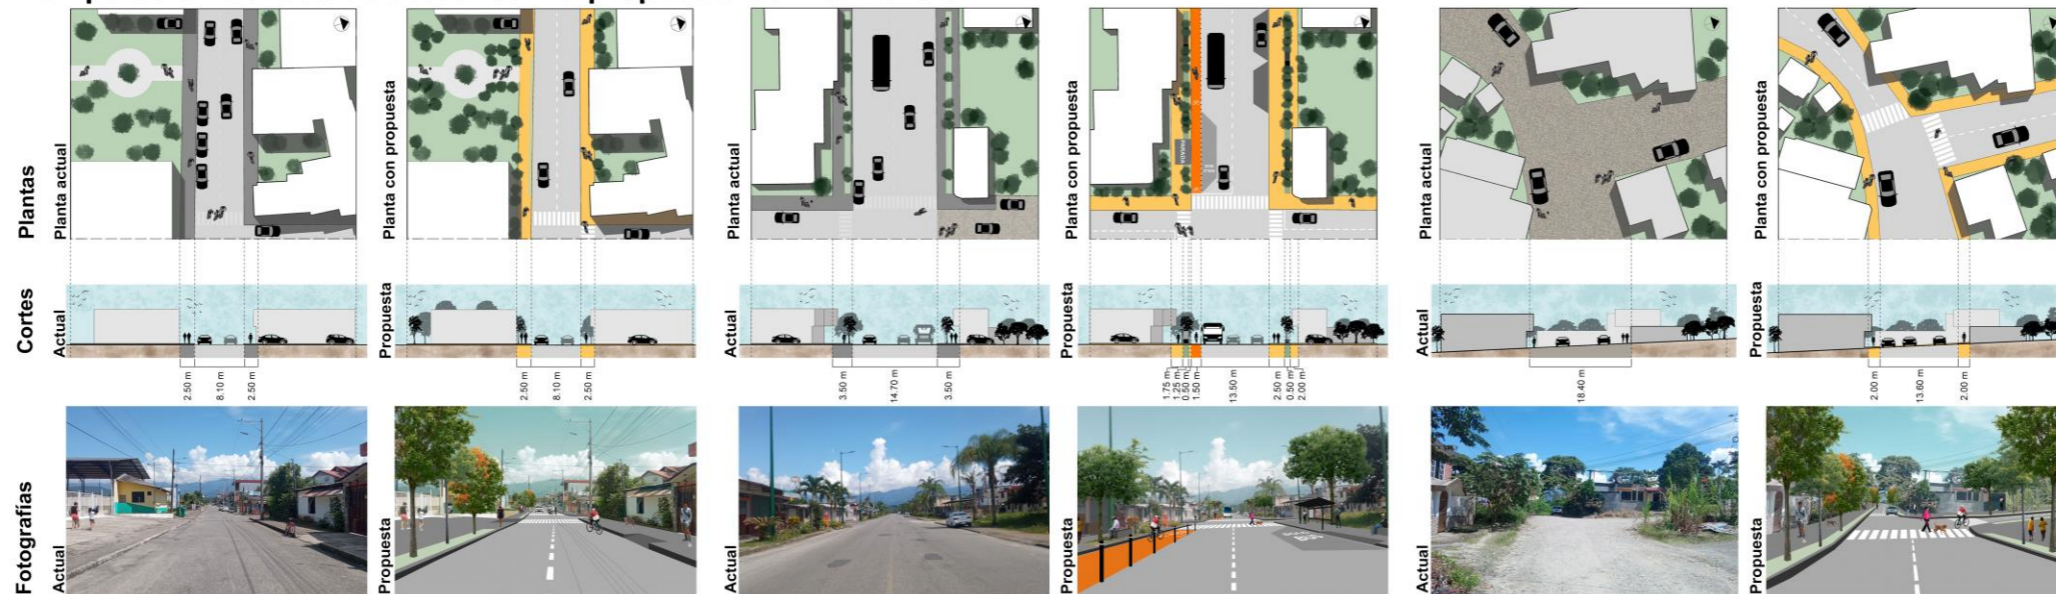 Plantas
Planta actual
Planta con propuesta
Planta actual
Planta con propuesta
PARADA
Planta actual
Planta con propuesta
Cortes
Actual
2.50 m
8.10 m
2.50 m
Propuesta
2.50 m
8.10 m
2.50 m
Actual
3.50 m
14.70 m
3.50 m
Propuesta
1.75 m
1.25 m
0.50 m
1.50 m
13.50 m
2.50 m
0.50 m
2.00 m
Actual
18.40 m
Propuesta
2.00 m
13.60 m
2.00 m
Fotografías
Actual
Propuesta
Actual
Propuesta
BUS
Actual
Propuesta